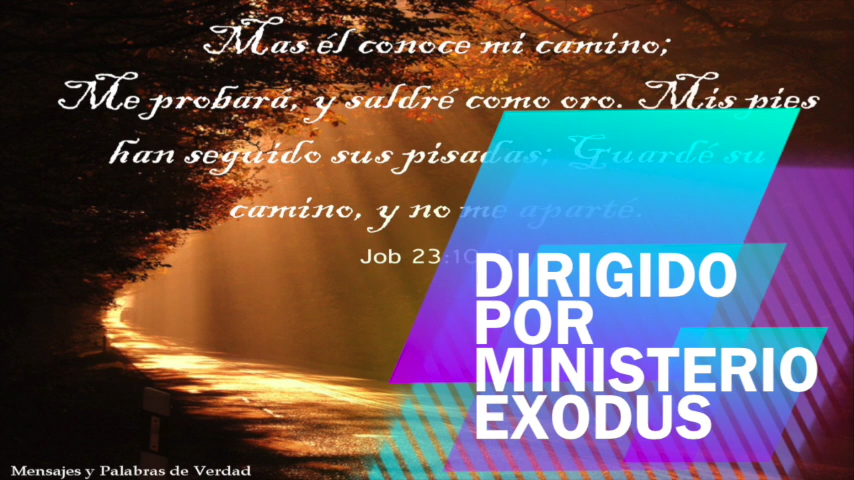 Mas él conoce mi camino;
Me probará, y saldré como oro. Mis pies
han seguido sus pisadas; Guardé su
camino, y no me aparté.
Job 23:10-11
DIRIGIDO
POR
MINISTERIO
EXODUS
Mensajes y Palabras de Verdad